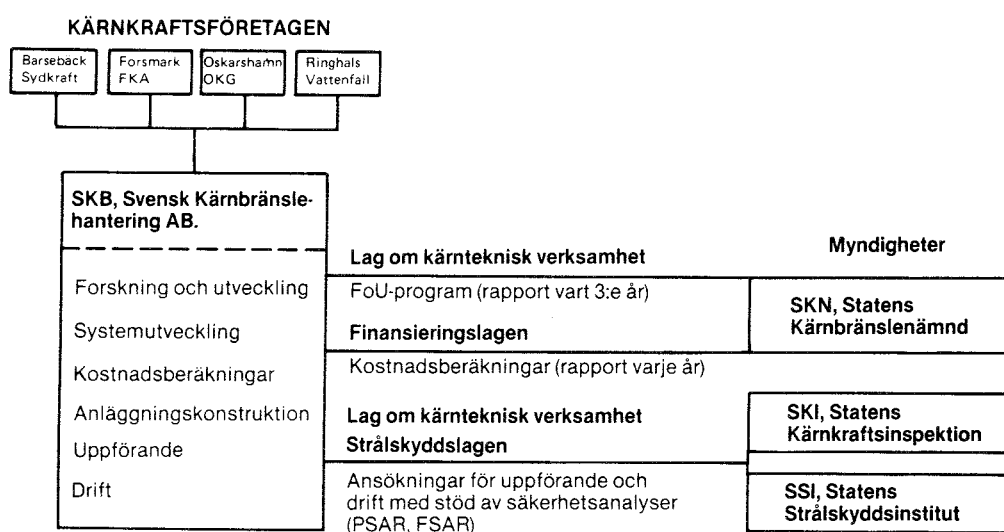 KÄRNKRAFTSFÖRETAGEN
Barsebäck
Sydkraft
Forsmark
FKA
Oskarshamn
OKG
Ringhals
Vattenfall
SKB, Svensk Kärnbränsle-
hantering AB.
Forskning och utveckling
Systemutveckling
Kostnadsberäkningar
Anläggningskonstruktion
Uppförande
Drift
Lag om kärnteknisk verksamhet
FoU-program (rapport vart 3:e år)
Finansieringslagen
Kostnadsberäkningar (rapport varje år)
Lag om kärnteknisk verksamhet
Strålskyddslagen
Ansökningar för uppförande och
drift med stöd av säkerhetsanalyser
(PSAR, FSAR)
Myndigheter
SKN, Statens
Kärnbränslenämnd
SKI, Statens
Kärnkraftsinspektion
SSI, Statens
Strålskyddsinstitut